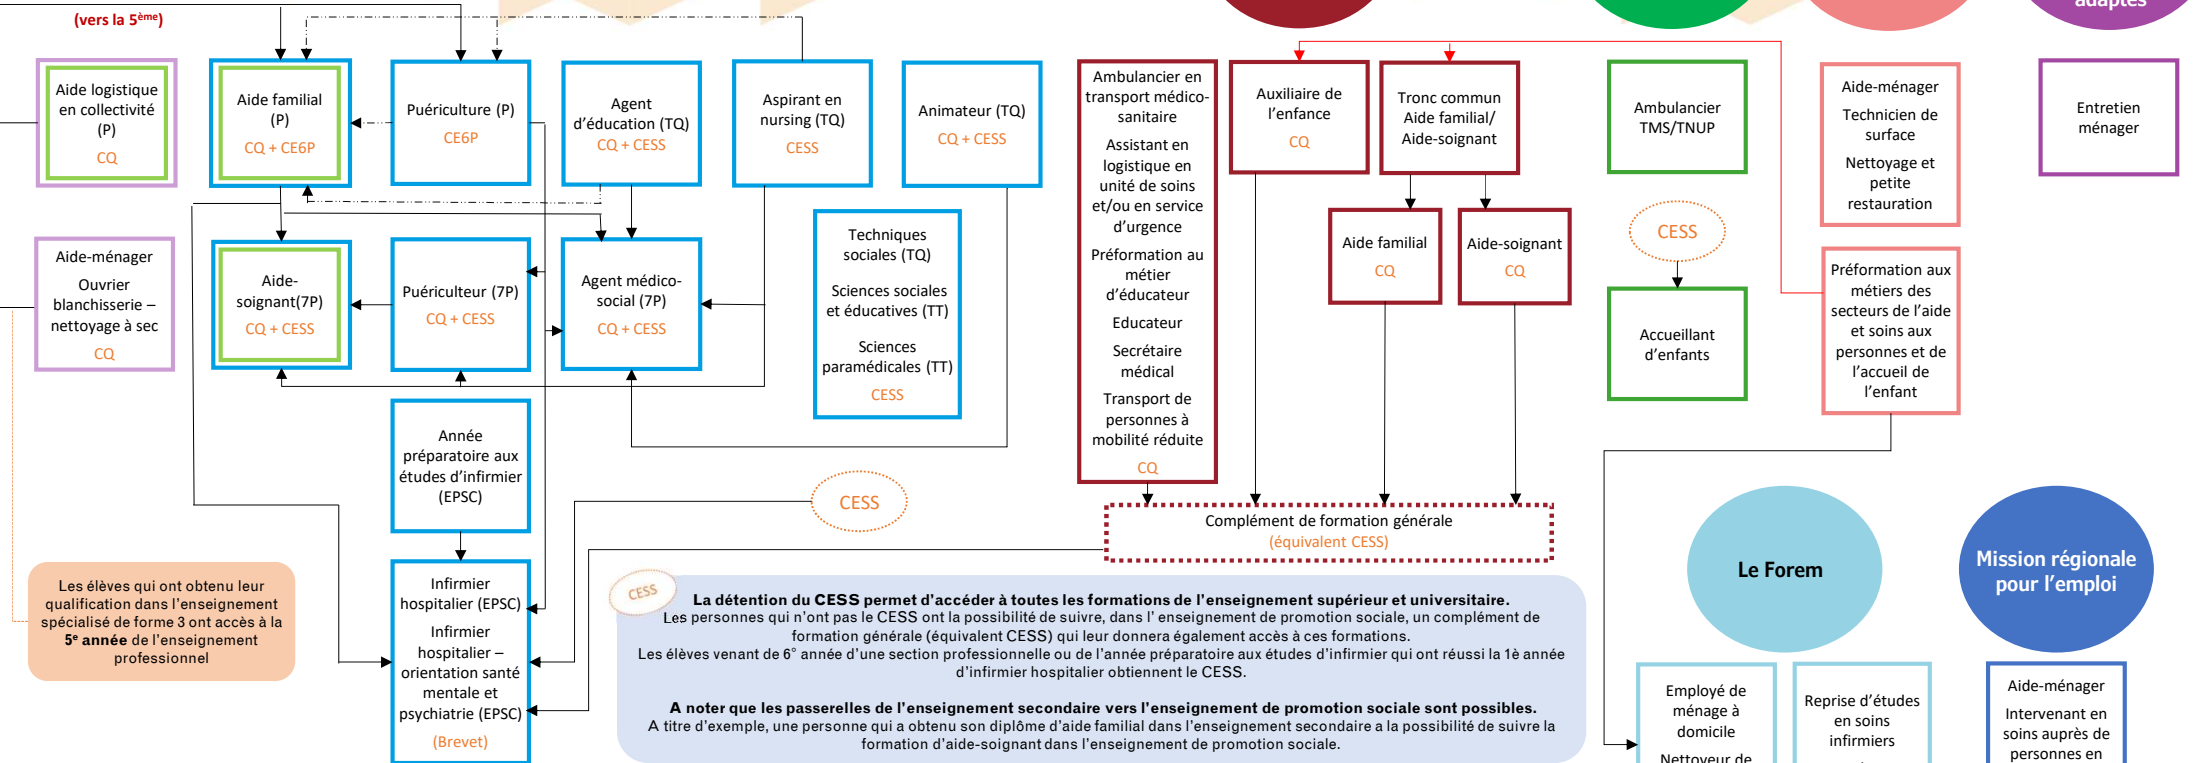 (vers la 5ème)
adaptés
Aide logistique
en collectivité
(P)
CQ
Aide familial
(P)
CQ + CE6P
Puériculture (P)
CE6P
Agent
d'éducation (TQ)
CQ + CESS
Aspirant en
nursing (TQ)
CESS
Animateur (TQ)
CQ + CESS
Aide-ménager
Ouvrier
blanchisserie –
nettoyage à sec
CQ
Aide-
soignant(7P)
CQ + CESS
Puériculteur (7P)
CQ + CESS
Agent médico-
social (7P)
CQ + CESS
Techniques
sociales (TQ)
Sciences sociales
et éducatives (TT)
Sciences
paramédicales (TT)
CESS
Année
préparatoire aux
études d'infirmier
(EPSC)
Infirmier
hospitalier (EPSC)
Infirmier
hospitalier –
orientation santé
mentale et
psychiatrie (EPSC)
(Brevet)
CESS
Les élèves qui ont obtenu leur
qualification dans l'enseignement
spécialisé de forme 3 ont accès à la
5e année de l'enseignement
professionnel
Ambulancier en
transport médico-
sanitaire
Assistant en
logistique en
unité de soins
et/ou en service
d'urgence
Préformation au
métier
d'éducateur
Educateur
Secrétaire
médical
Transport de
personnes à
mobilité réduite
CQ
Auxiliaire de
l'enfance
CQ
Tronc commun
Aide familial/
Aide-soignant
Aide familial
CQ
Aide-soignant
CQ
Complément de formation générale
(équivalent CESS)
Ambulancier
TMS/TNUP
CESS
Accueillant
d'enfants
Aide-ménager
Technicien de
surface
Nettoyage et
petite
restauration
Préformation aux
métiers des
secteurs de l'aide
et soins aux
personnes et de
l'accueil de
l'enfant
Entretien
ménager
CESS
La détention du CESS permet d'accéder à toutes les formations de l'enseignement supérieur et universitaire.
Les personnes qui n'ont pas le CESS ont la possibilité de suivre, dans l' enseignement de promotion sociale, un complément de
formation générale (équivalent CESS) qui leur donnera également accès à ces formations.
Les élèves venant de 6° année d'une section professionnelle ou de l'année préparatoire aux études d'infirmier qui ont réussi la 1è année
d'infirmier hospitalier obtiennent le CESS.
A noter que les passerelles de l'enseignement secondaire vers l'enseignement de promotion sociale sont possibles.
A titre d'exemple, une personne qui a obtenu son diplôme d'aide familial dans l'enseignement secondaire a la possibilité de suivre la
formation d'aide-soignant dans l'enseignement de promotion sociale.
Le Forem
Mission régionale
pour l'emploi
Employé de
ménage à
domicile
Nettoyeur de
Reprise d'études
en soins
infirmiers
Aide-ménager
Intervenant en
soins auprès de
personnes en